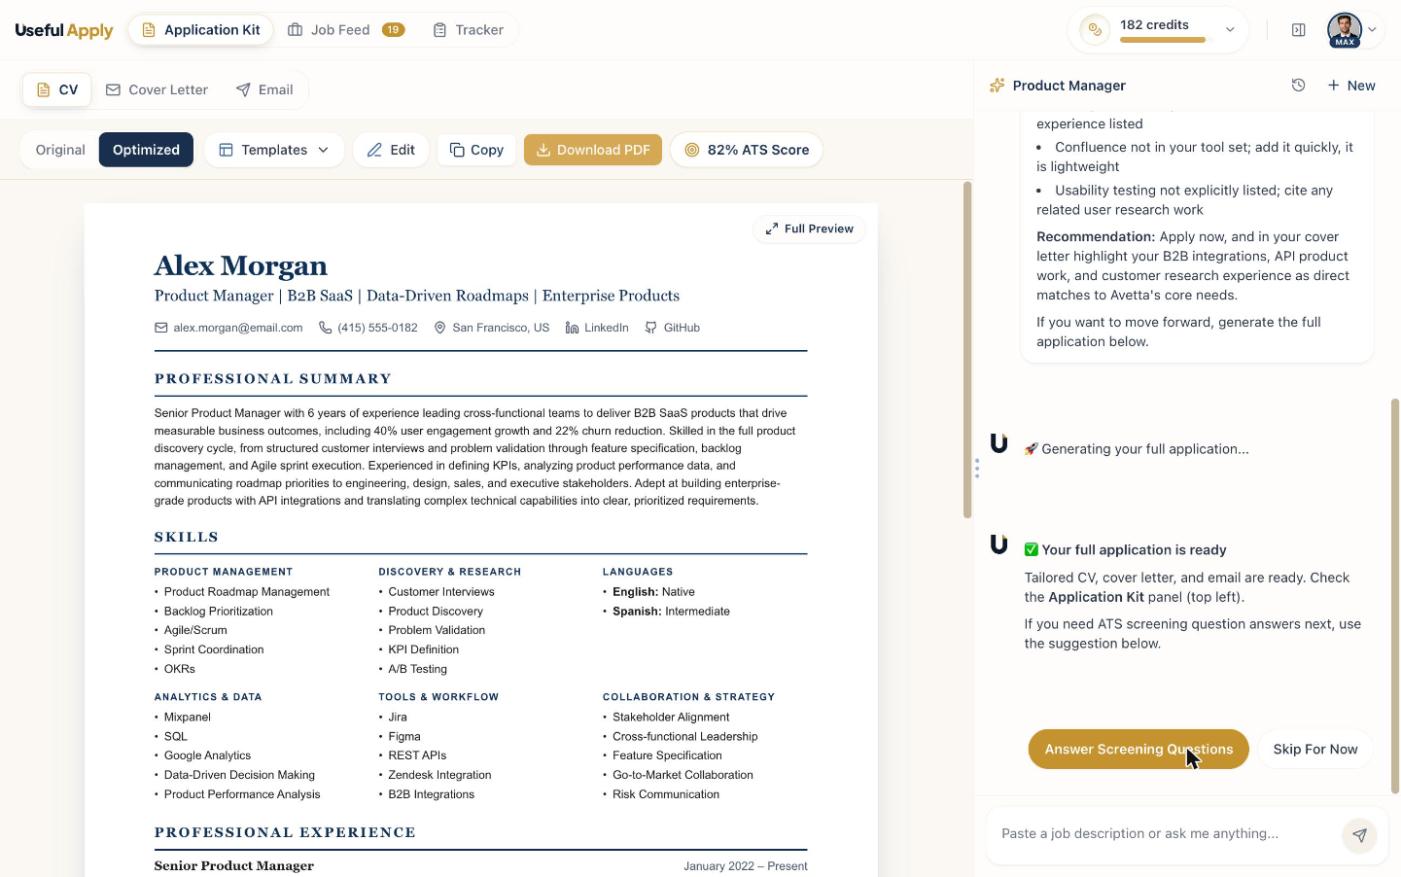 Useful Apply
Application Kit
Job Feed 19
Tracker
182 credits
MAX
CV
Cover Letter
Email
Original
Optimized
Templates
Edit
Copy
Download PDF
82% ATS Score
Full Preview
Alex Morgan
Product Manager | B2B SaaS | Data-Driven Roadmaps | Enterprise Products
alex.morgan@email.com (415) 555-0182 San Francisco, US LinkedIn GitHub
PROFESSIONAL SUMMARY
Senior Product Manager with 6 years of experience leading cross-functional teams to deliver B2B SaaS products that drive
measurable business outcomes, including 40% user engagement growth and 22% churn reduction. Skilled in the full product
discovery cycle, from structured customer interviews and problem validation through feature specification, backlog
management, and Agile sprint execution. Experienced in defining KPIs, analyzing product performance data, and
communicating roadmap priorities to engineering, design, sales, and executive stakeholders. Adept at building enterprise-
grade products with API integrations and translating complex technical capabilities into clear, prioritized requirements.
SKILLS
PRODUCT MANAGEMENT
• Product Roadmap Management
• Backlog Prioritization
• Agile/Scrum
• Sprint Coordination
• OKRs
DISCOVERY & RESEARCH
• Customer Interviews
• Product Discovery
• Problem Validation
• KPI Definition
• A/B Testing
LANGUAGES
• English: Native
• Spanish: Intermediate
ANALYTICS & DATA
• Mixpanel
• SQL
• Google Analytics
• Data-Driven Decision Making
• Product Performance Analysis
TOOLS & WORKFLOW
• Jira
• Figma
• REST APIs
• Zendesk Integration
• B2B Integrations
COLLABORATION & STRATEGY
• Stakeholder Alignment
• Cross-functional Leadership
• Feature Specification
• Go-to-Market Collaboration
• Risk Communication
PROFESSIONAL EXPERIENCE
Senior Product Manager January 2022 – Present
Product Manager
+ New
experience listed
• Confluence not in your tool set; add it quickly, it
is lightweight
• Usability testing not explicitly listed; cite any
related user research work
Recommendation: Apply now, and in your cover
letter highlight your B2B integrations, API product
work, and customer research experience as direct
matches to Avetta's core needs.
If you want to move forward, generate the full
application below.
🚀 Generating your full application...
✅ Your full application is ready
Tailored CV, cover letter, and email are ready. Check
the Application Kit panel (top left).
If you need ATS screening question answers next, use
the suggestion below.
Answer Screening Questions
Skip For Now
Paste a job description or ask me anything...